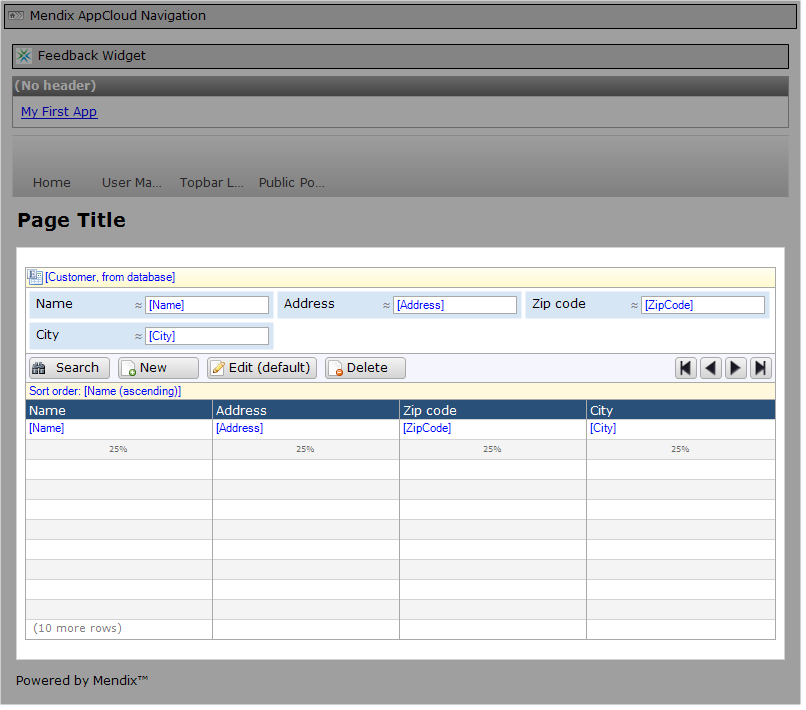 Mendix AppCloud Navigation
Feedback Widget
(No header)
My First App
Home User Ma... Topbar L... Public Po...
Page Title
[Customer, from database]
Name ≈ [Name] Address ≈ [Address] Zip code ≈ [ZipCode]
City ≈ [City]
Search New Edit (default) Delete
Sort order: [Name (ascending)]
Name Address Zip code City
[Name] [Address] [ZipCode] [City]
25% 25% 25% 25%
(10 more rows)
Powered by Mendix™